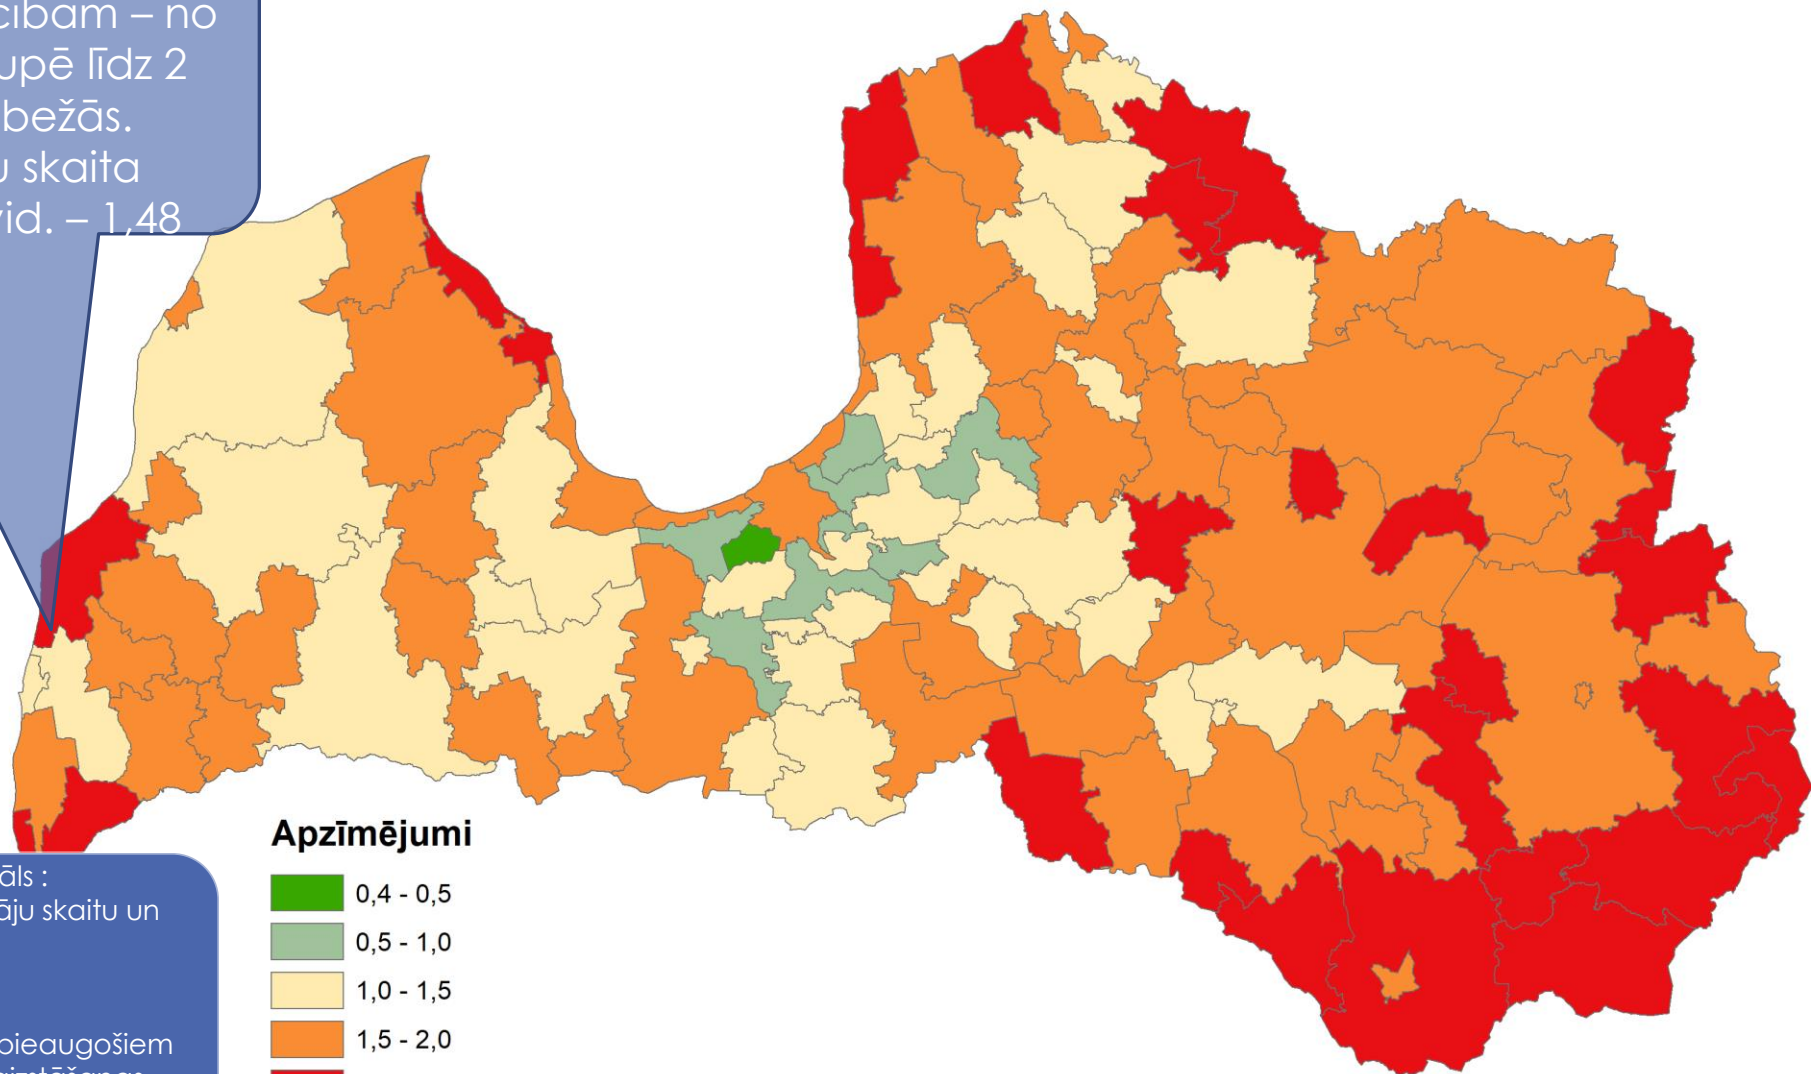 cībām – no
upē līdz 2
bežās.
u skaita
vid. – 1,48
āls :
āju skaitu un
pieaugošiem
Apzīmējumi
0,4 - 0,5
0,5 - 1,0
1,0 - 1,5
1,5 - 2,0